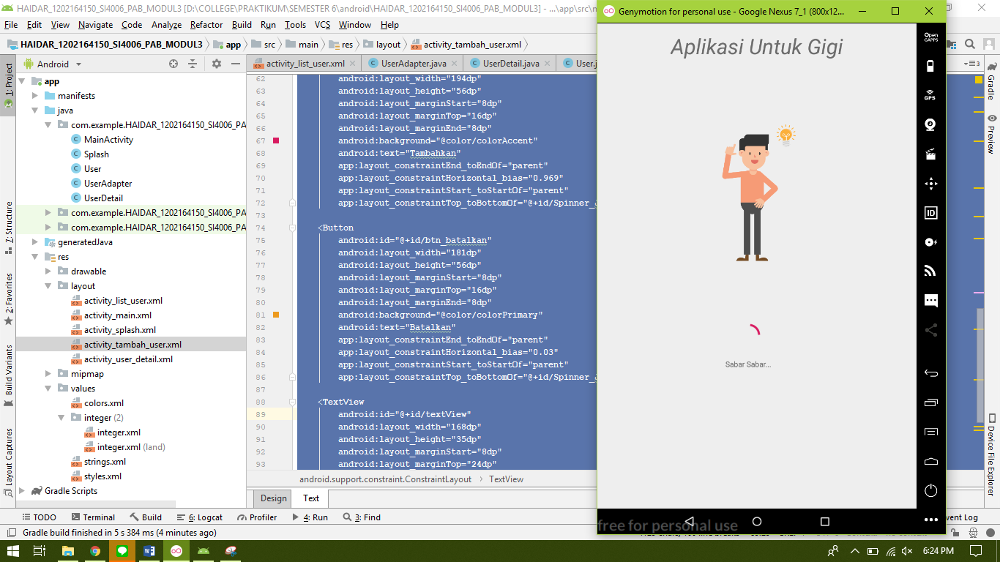 HAIDAR_1202164150_SI4006_PAB_MODUL3 [D:\COLLEGE\PRAKTIKUM\SEMESTER 6\android\HAIDAR_1202164150_SI4006_PAB_MODUL3] - ...\app\src\m
File Edit View Navigate Code Analyze Refactor Build Run Tools VCS Window Help
HAIDAR_1202164150_SI4006_PAB_MODUL3 app src main res layout activity_tambah_user.xml
Android
activity_list_user.xml UserAdapter.java UserDetail.java User.j
1: Project
7: Structure
2: Favorites
Build Variants
Layout Captures
app
manifests
java
com.example.HAIDAR_1202164150_SI4006_PA
MainActivity
Splash
User
UserAdapter
UserDetail
com.example.HAIDAR_1202164150_SI4006_PA
com.example.HAIDAR_1202164150_SI4006_PA
generatedJava
res
drawable
layout
activity_list_user.xml
activity_main.xml
activity_splash.xml
activity_tambah_user.xml
activity_user_detail.xml
mipmap
values
colors.xml
integer (2)
integer.xml
integer.xml (land)
strings.xml
styles.xml
Gradle Scripts
62 android:layout_width="194dp"
63 android:layout_height="56dp"
64 android:layout_marginStart="8dp"
65 android:layout_marginTop="16dp"
66 android:layout_marginEnd="8dp"
67 android:background="@color/colorAccent"
68 android:text="Tambahkan"
69 app:layout_constraintEnd_toEndOf="parent"
70 app:layout_constraintHorizontal_bias="0.969"
71 app:layout_constraintStart_toStartOf="parent"
72 app:layout_constraintTop_toBottomOf="@+id/Spinner_
73
74 <Button
75 android:id="@+id/btn_batalkan"
76 android:layout_width="181dp"
77 android:layout_height="56dp"
78 android:layout_marginStart="8dp"
79 android:layout_marginTop="16dp"
80 android:layout_marginEnd="8dp"
81 android:background="@color/colorPrimary"
82 android:text="Batalkan"
83 app:layout_constraintEnd_toEndOf="parent"
84 app:layout_constraintHorizontal_bias="0.03"
85 app:layout_constraintStart_toStartOf="parent"
86 app:layout_constraintTop_toBottomOf="@+id/Spinner_
87
88 <TextView
89 android:id="@+id/textView"
90 android:layout_width="168dp"
91 android:layout_height="35dp"
92 android:layout_marginStart="8dp"
93 android:layout_marginTop="24dp"
android.support.constraint.ConstraintLayout TextView
Design Text
Genymotion for personal use - Google Nexus 7_1 (800x12...
Aplikasi Untuk Gigi
Sabar Sabar...
free for personal use
Open GAPPS
GPS
ID
3
Gradle
Preview
Device File Explorer
TODO Terminal Build 6: Logcat Profiler 4: Run 3: Find vent Log
Gradle build finished in 5 s 384 ms (4 minutes ago)
6:24 PM